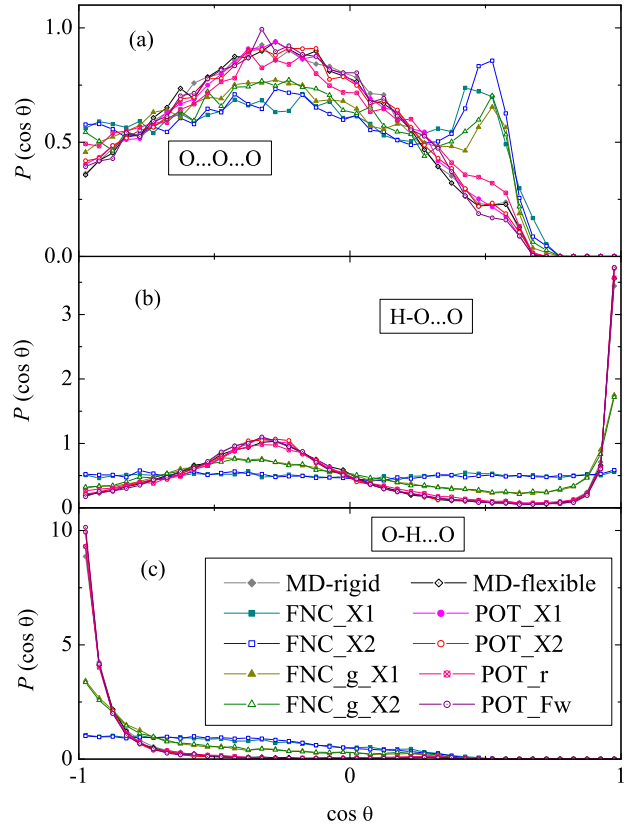 1.0
(a)
P (cos θ)
0.5
O...O...O
0.0
(b)
3
H-O...O
P (cos θ)
2
1
0
10
O-H...O
(c)
MD-rigid MD-flexible
FNC_X1 POT_X1
P (cos θ)
5
FNC_X2 POT_X2
FNC_g_X1 POT_r
FNC_g_X2 POT_Fw
0
-1 0 1
cos θ